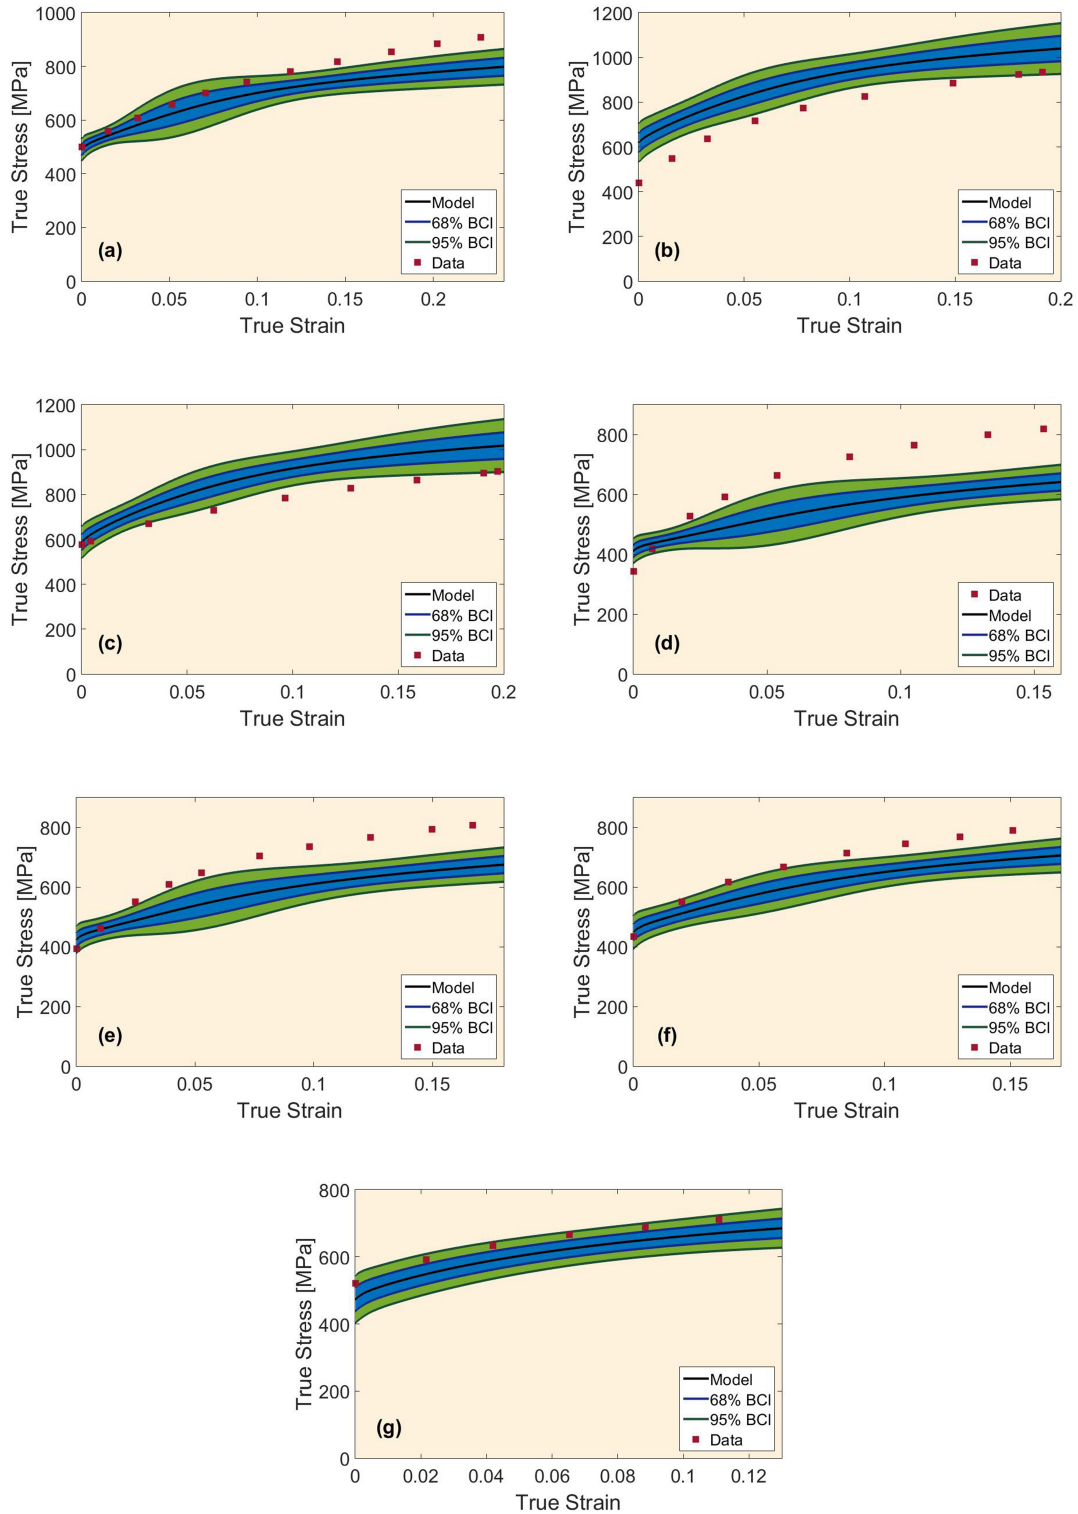 1000
800
600
400
200
0
True Stress [MPa]
Model
68% BCI
95% BCI
Data
(a)
0 0.05 0.1 0.15 0.2
True Strain
1200
1000
800
600
400
200
0
True Stress [MPa]
Model
68% BCI
95% BCI
Data
(b)
0 0.05 0.1 0.15 0.2
True Strain
1200
1000
800
600
400
200
0
True Stress [MPa]
Model
68% BCI
95% BCI
Data
(c)
0 0.05 0.1 0.15 0.2
True Strain
800
600
400
200
0
True Stress [MPa]
Data
Model
68% BCI
95% BCI
(d)
0 0.05 0.1 0.15
True Strain
800
600
400
200
0
True Stress [MPa]
Model
68% BCI
95% BCI
Data
(e)
0 0.05 0.1 0.15
True Strain
800
600
400
200
0
True Stress [MPa]
Model
68% BCI
95% BCI
Data
(f)
0 0.05 0.1 0.15
True Strain
800
600
400
200
0
True Stress [MPa]
Model
68% BCI
95% BCI
Data
(g)
0 0.02 0.04 0.06 0.08 0.1 0.12
True Strain